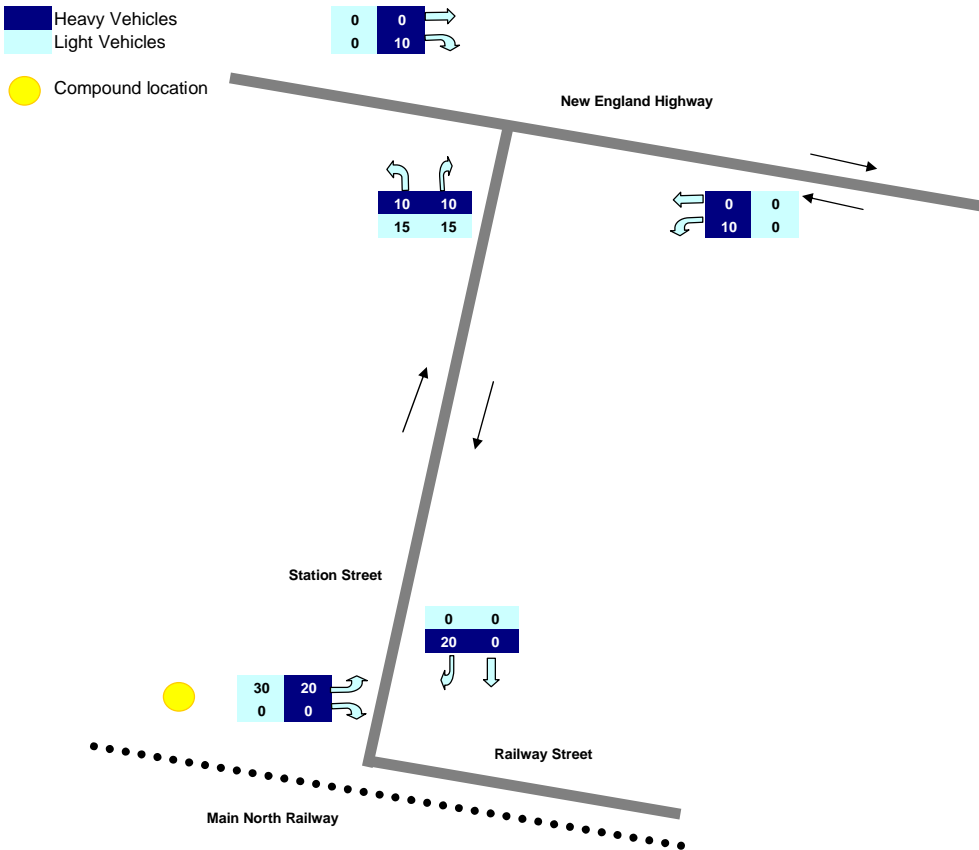 Heavy Vehicles
Light Vehicles
Compound location
0 0
0 10
New England Highway
10 10
15 15
0 0
10 0
Station Street
0 0
20 0
30 20
0 0
Railway Street
Main North Railway